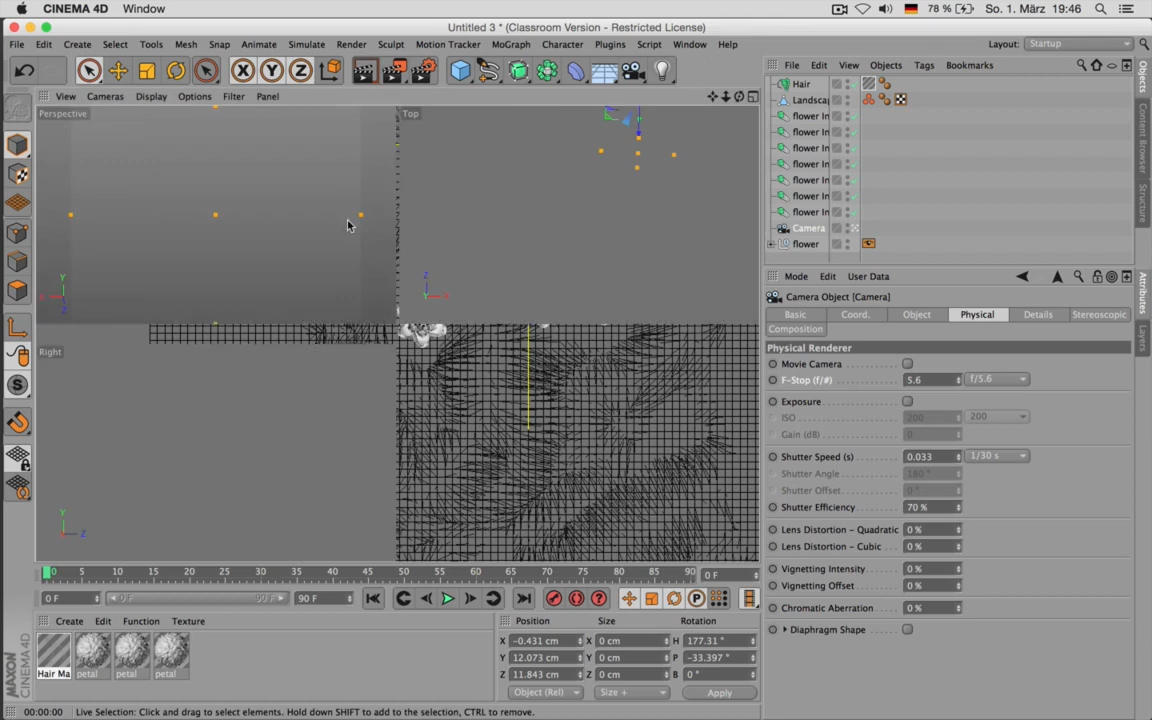 CINEMA 4D Window
78 % So. 1. März 19:46
Untitled 3 * (Classroom Version - Restricted License)
File Edit Create Select Tools Mesh Snap Animate Simulate Render Sculpt Motion Tracker MoGraph Character Plugins Script Window Help
Layout: Startup
X Y Z
File Edit View Objects Tags Bookmarks
View Cameras Display Options Filter Panel
Perspective
Top
Right
Y
X
Z
Z
Y
Y
Z
Hair
Landsca
flower In
flower In
flower In
flower In
flower In
flower In
flower In
Camera
flower
Objects
Content Browser
Structure
Attributes
Layers
Mode Edit User Data
Camera Object [Camera]
Basic Coord. Object Physical Details Stereoscopic
Composition
Physical Renderer
Movie Camera
F-Stop (f/#) 5.6 f/5.6
Exposure
ISO 200 200
Gain (dB) 0
Shutter Speed (s) 0.033 1/30 s
Shutter Angle 180 °
Shutter Offset 0 °
Shutter Efficiency 70 %
Lens Distortion - Quadratic 0 %
Lens Distortion - Cubic 0 %
Vignetting Intensity 0 %
Vignetting Offset 0 %
Chromatic Aberration 0 %
Diaphragm Shape
0 5 10 15 20 25 30 35 40 45 50 55 60 65 70 75 80 85 90 0 F
0 F 0 F 90 F 90 F
P
Create Edit Function Texture
Hair Ma petal petal petal
Position Size Rotation
X -0.431 cm X 0 cm H 177.31 °
Y 12.073 cm Y 0 cm P -33.397 °
Z 11.843 cm Z 0 cm B 0 °
Object (Rel) Size + Apply
MAXON
CINEMA 4D
00:00:00 Live Selection: Click and drag to select elements. Hold down SHIFT to add to the selection, CTRL to remove.